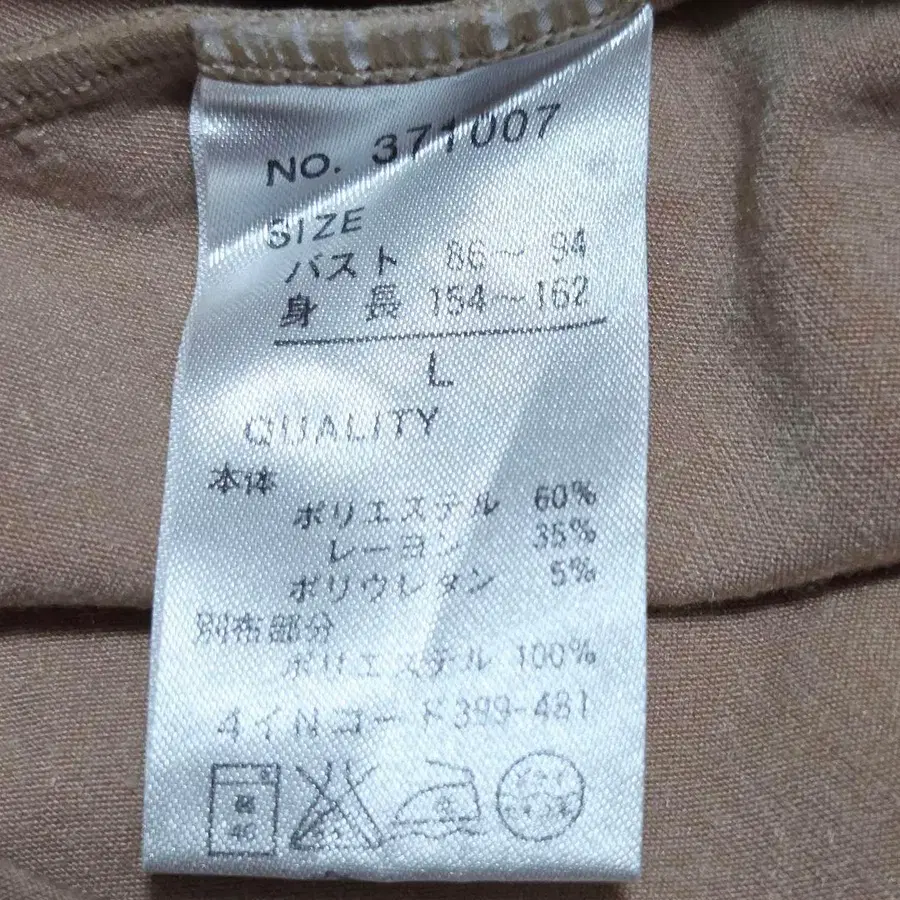 NO. 371007
SIZE
バスト 86～94
身長 154～162
L
QUALITY
本体
ポリエステル 60%
レーヨン 35%
ポリウレタン 5%
別布部分
ポリエステル 100%
4イNコード399-481
40